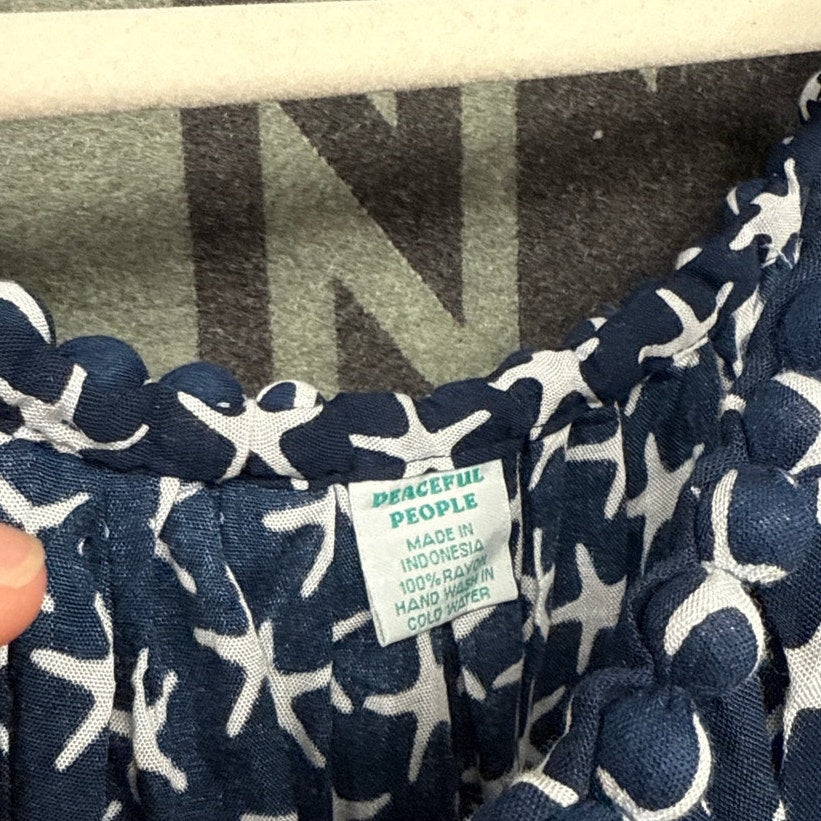 N
PEACEFUL
PEOPLE
MADE IN
INDONESIA
100% RAYON
HAND WASH IN
COLD WATER